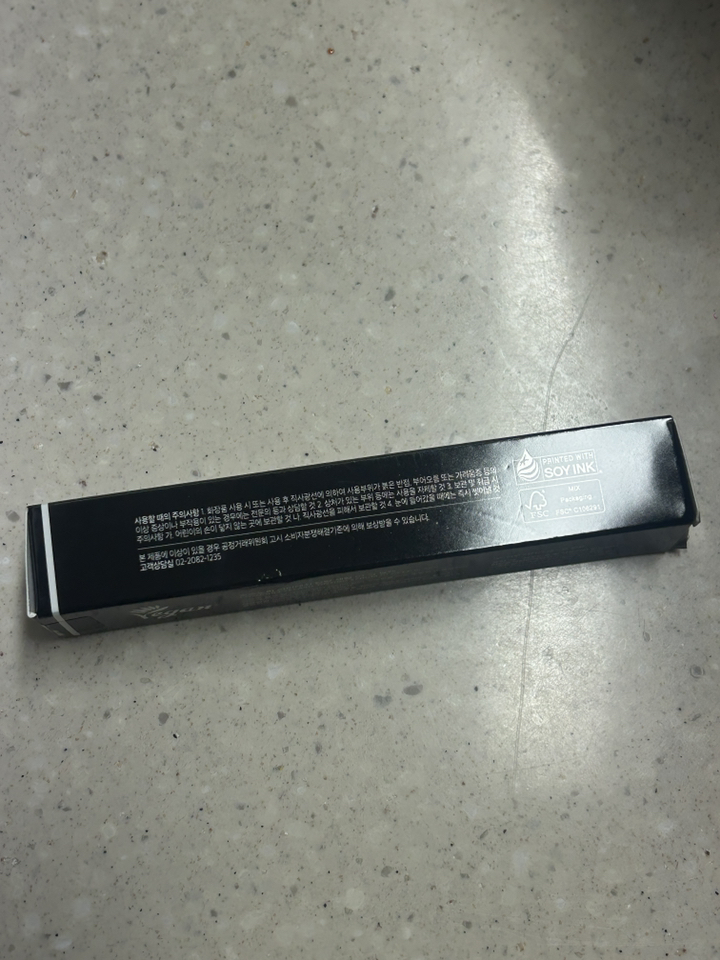 사용할 때의 주의사항 1. 화장품 사용 시 또는 사용 후 직사광선에 의하여 사용부위가 붉은 반점, 부어오름 또는 가려움증 등의
이상 증상이나 부작용이 있는 경우에는 전문의 등과 상담할 것 2. 상처가 있는 부위 등에는 사용을 자제할 것 3. 보관 및 취급 시
주의사항 가. 어린이의 손이 닿지 않는 곳에 보관할 것 나. 직사광선을 피해서 보관할 것 4. 눈에 들어갔을 때에는 즉시 씻어낼 것
본 제품에 이상이 있을 경우 공정거래위원회 고시 소비자분쟁해결기준에 의해 보상받을 수 있습니다.
고객상담실 02-2082-1235
PRINTED WITH
SOY INK
MIX
Packaging
FSC
Vegan